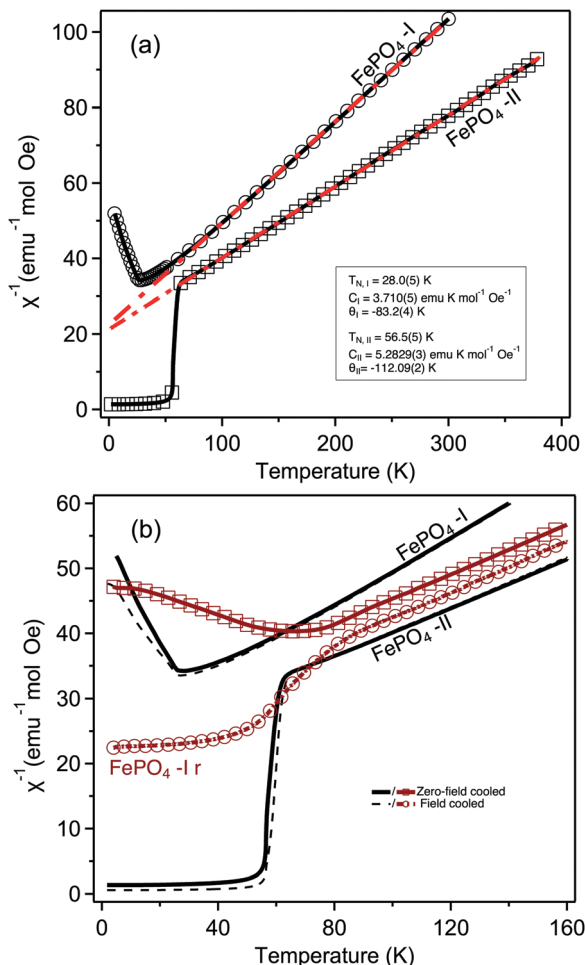 (a)
FePO₄-I
FePO₄-II
χ⁻¹(emu⁻¹mol Oe)
100
80
60
40
20
0
T_N, I = 28.0(5) K
C_I = 3.710(5) emu K mol⁻¹ Oe⁻¹
θ_I = -83.2(4) K
T_N, II = 56.5(5) K
C_II = 5.2829(3) emu K mol⁻¹ Oe⁻¹
θ_II= -112.09(2) K
0 100 200 300 400
Temperature (K)
(b)
FePO₄-I
FePO₄-II
FePO₄-I r
χ⁻¹(emu⁻¹mol Oe)
60
50
40
30
20
10
0
/ Zero-field cooled
/ Field cooled
0 40 80 120 160
Temperature (K)